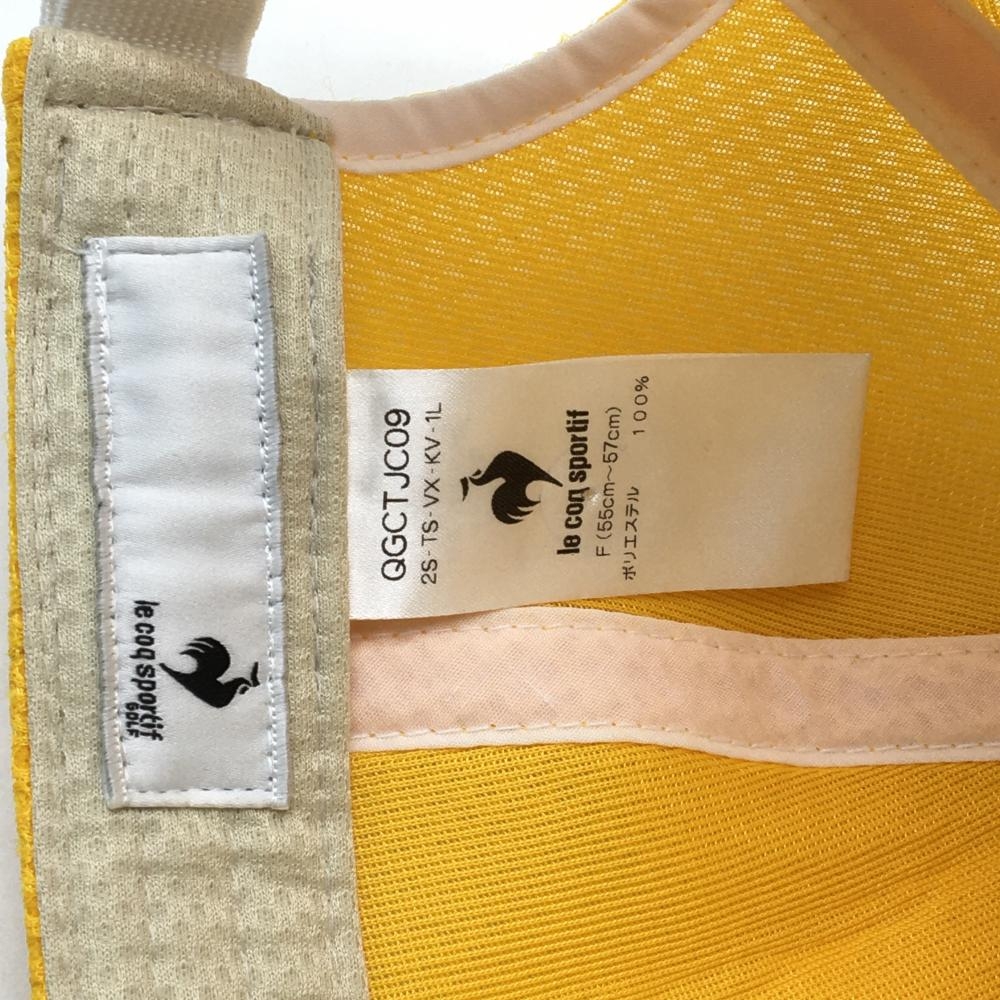 QGCTJC09
2S-TS-VX-KV-1L
le coq sportif
F (55cm～57cm)
ポリエステル 100%
le coq sportif
GOLF